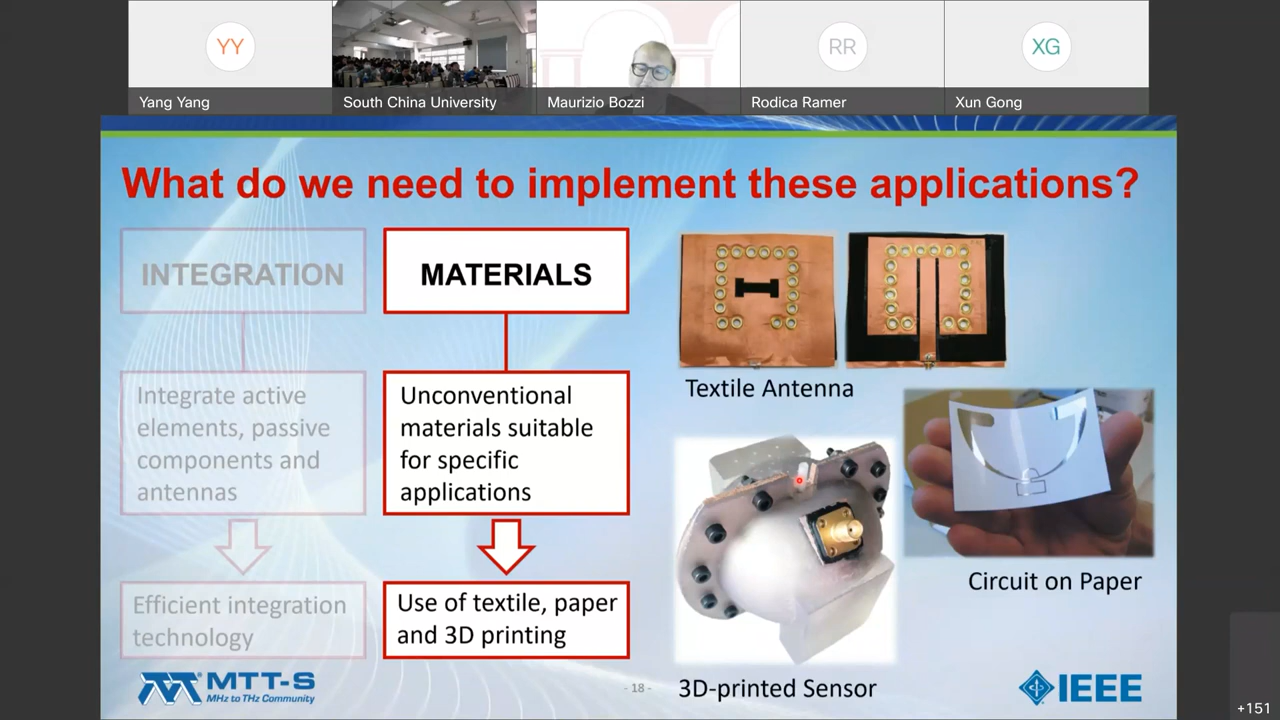 YY
RR
XG
Yang Yang
South China University
Maurizio Bozzi
Rodica Ramer
Xun Gong
What do we need to implement these applications?
INTEGRATION
Integrate active
elements, passive
components and
antennas
Efficient integration
technology
MATERIALS
Unconventional
materials suitable
for specific
applications
Use of textile, paper
and 3D printing
Textile Antenna
Circuit on Paper
3D-printed Sensor
MTT-S
MHz to THz Community
- 18 -
IEEE
+151